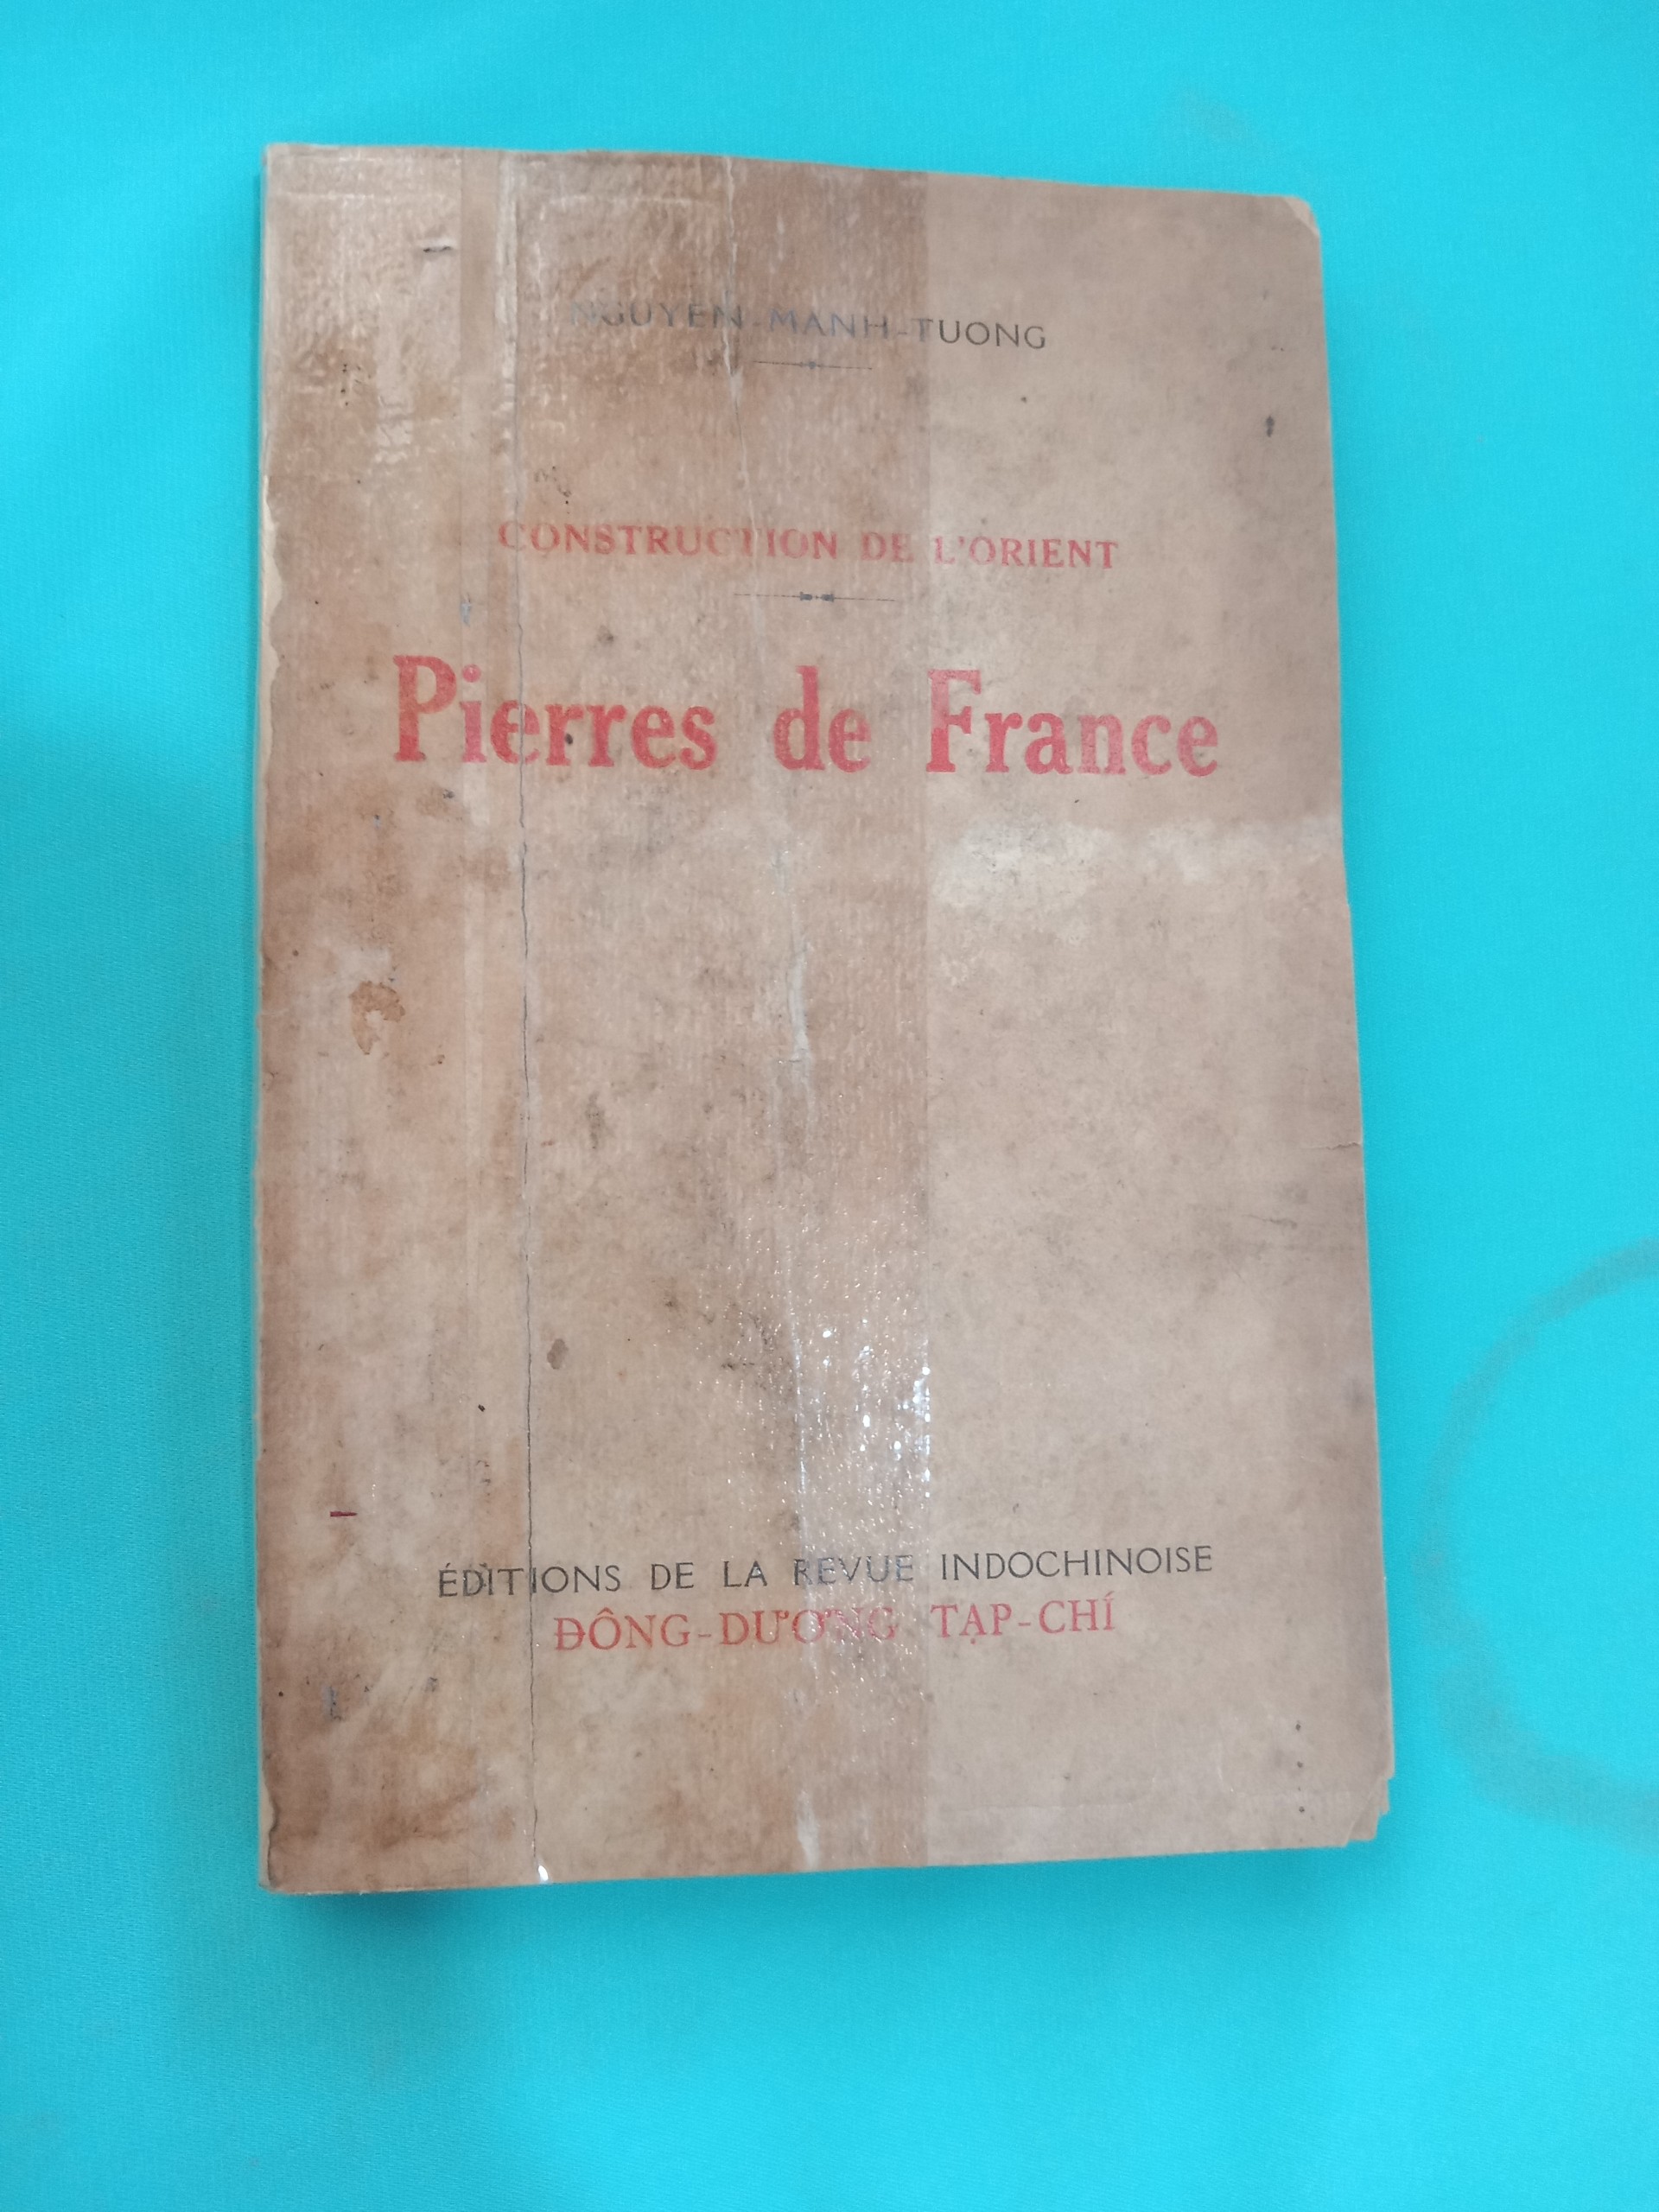 NGUYEN-MANH-TUONG
CONSTRUCTION DE L'ORIENT
Pierres de France
ÉDITIONS DE LA REVUE INDOCHINOISE
ĐÔNG-DƯƠNG TẠP-CHÍ